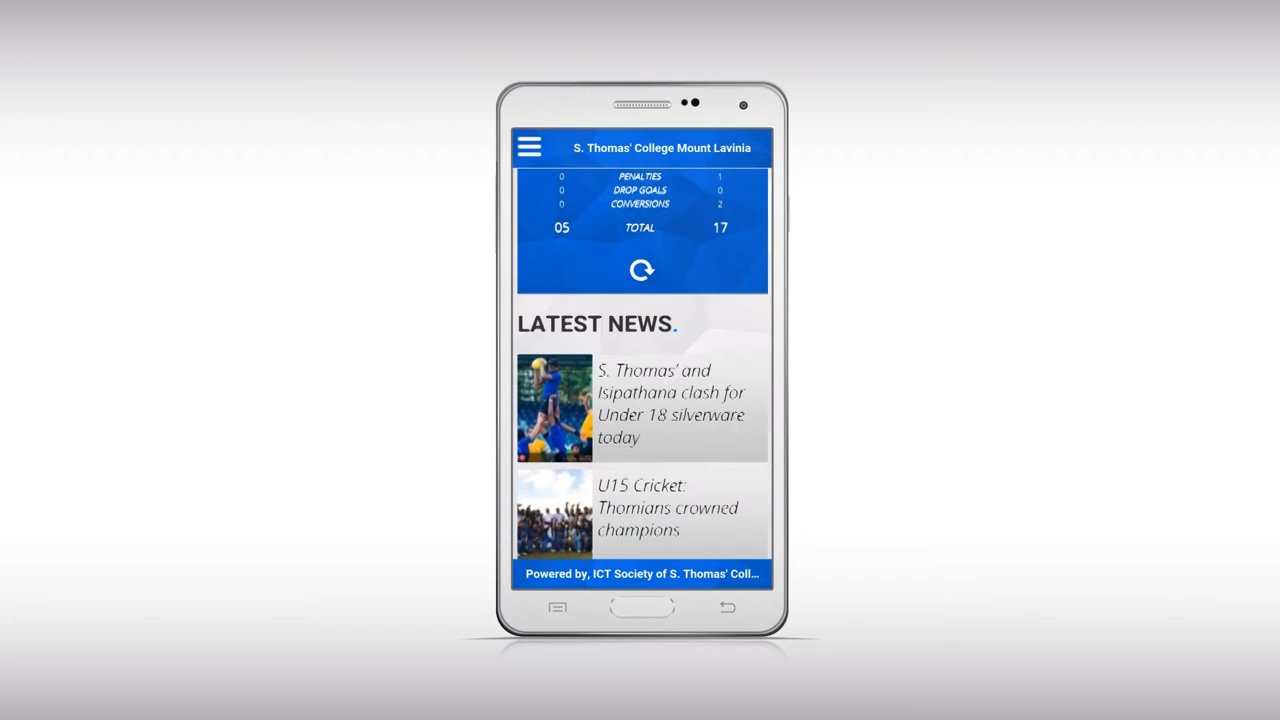 S. Thomas' College Mount Lavinia
0 PENALTIES 1
0 DROP GOALS 0
0 CONVERSIONS 2
05 TOTAL 17
LATEST NEWS.
S. Thomas' and
Isipathana clash for
Under 18 silverware
today
U15 Cricket:
Thomians crowned
champions
Powered by, ICT Society of S. Thomas' Coll...